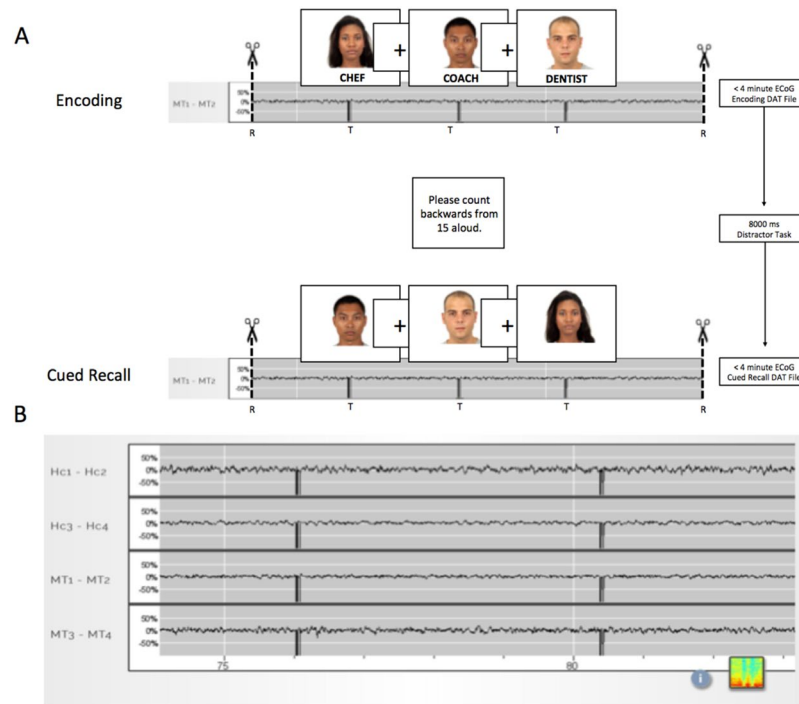 A
Encoding
CHEF
+
COACH
+
DENTIST
MT1 - MT2
50%
0%
-50%
R
T
T
T
R
< 4 minute ECoG
Encoding DAT File
Please count
backwards from
15 aloud.
8000 ms
Distractor Task
Cued Recall
+
+
MT1 - MT2
50%
0%
-50%
R
T
T
T
R
< 4 minute ECoG
Cued Recall DAT File
B
Hc1 - Hc2
50%
0%
-50%
Hc3 - Hc4
50%
0%
-50%
MT1 - MT2
50%
0%
-50%
MT3 - MT4
50%
0%
-50%
75
80
i